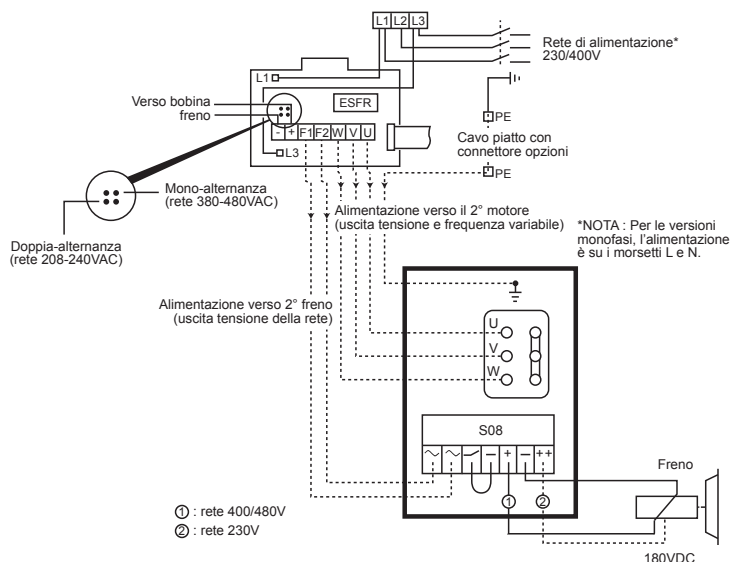 L1 L2 L3
Rete di alimentazione*
230/400V
L1
ESFR
Verso bobina
freno
- + F1 F2 W V U
L3
PE
Cavo piatto con
connettore opzioni
PE
Mono-alternanza
(rete 380-480VAC)
Doppia-alternanza
(rete 208-240VAC)
Alimentazione verso il 2° motore
(uscita tensione e frequenza variabile)
*NOTA : Per le versioni
monofasi, l'alimentazione
è su i morsetti L e N.
Alimentazione verso 2° freno
(uscita tensione della rete)
U
V
W
S08
+ − ++
Freno
1 2
① : rete 400/480V
② : rete 230V
180VDC